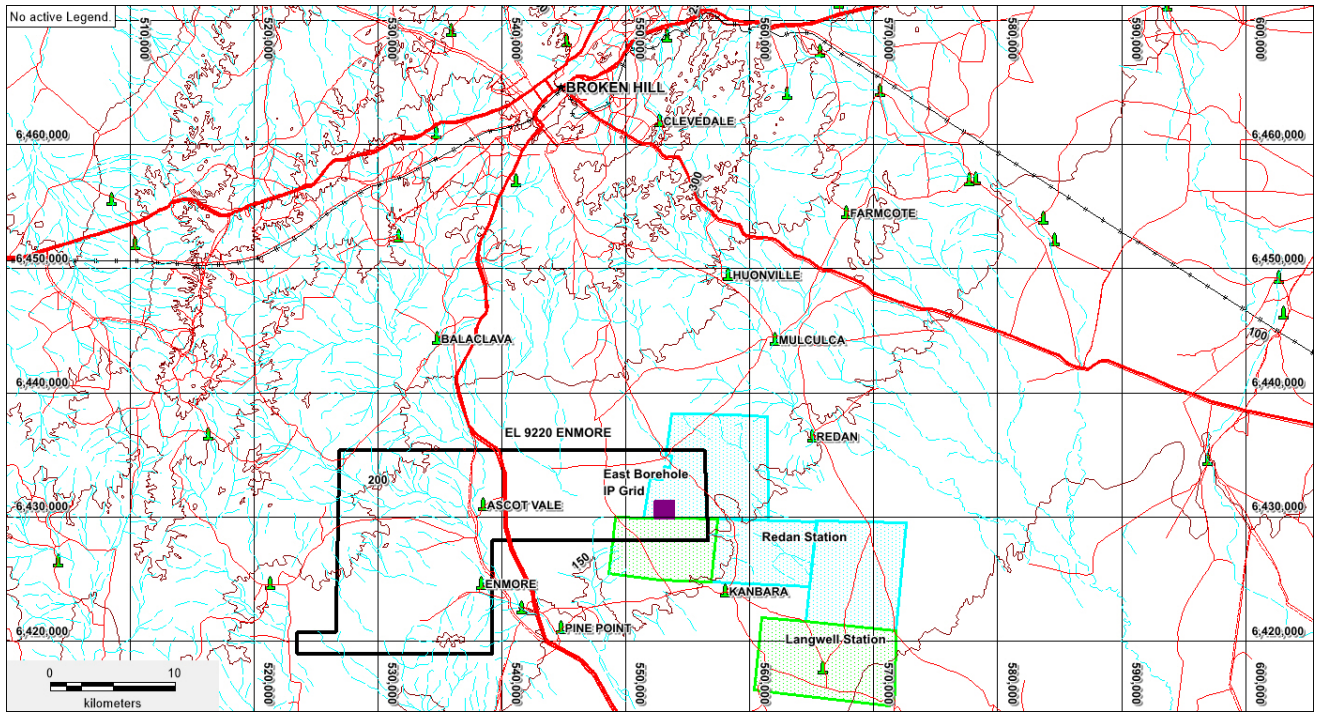 No active Legend.
510,000
520,000
530,000
540,000
550,000
560,000
570,000
580,000
590,000
600,000
BROKEN HILL
CLEVEDALE
6,460,000
6,460,000
300
FARMCOTE
6,450,000
6,450,000
HUONVILLE
BALACLAVA
MULCULCA
100
6,440,000
6,440,000
EL 9220 ENMORE
REDAN
200
East Borehole
IP Grid
ASCOT VALE
6,430,000
6,430,000
Redan Station
150
ENMORE
KANBARA
PINE POINT
6,420,000
6,420,000
Langwell Station
0 10
kilometers
520,000
530,000
540,000
550,000
560,000
570,000
580,000
590,000
600,000